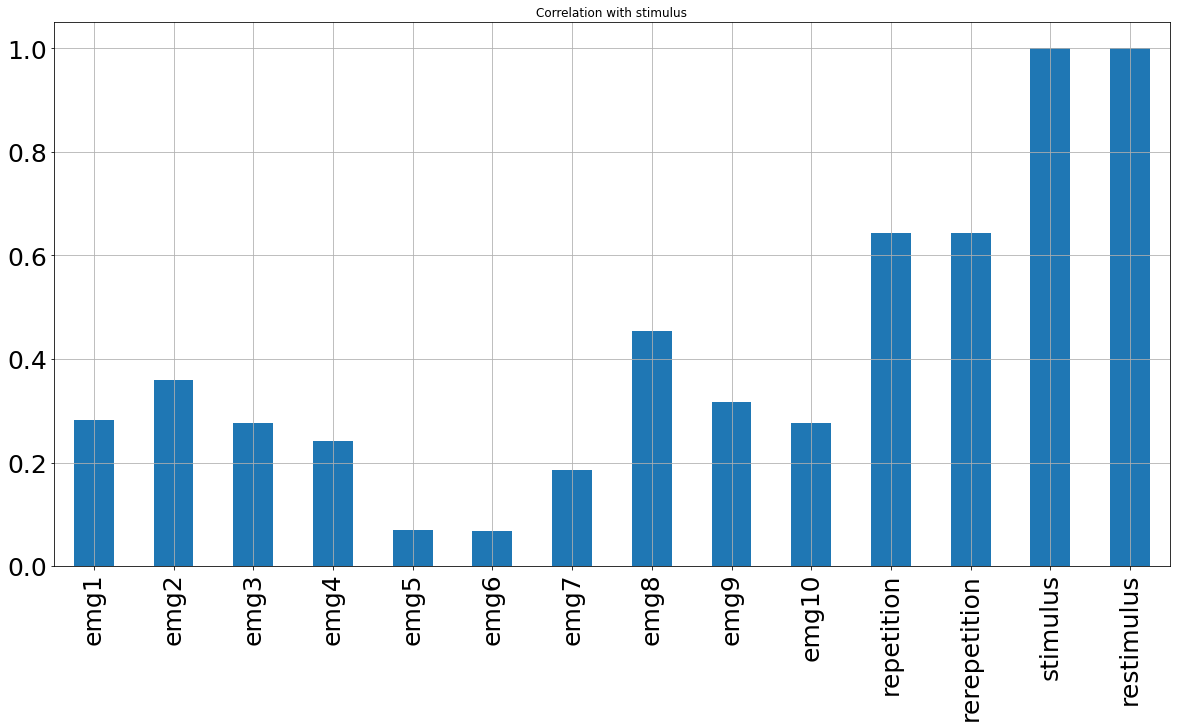 Correlation with stimulus
1.0
0.8
0.6
0.4
0.2
0.0
emg1
emg2
emg3
emg4
emg5
emg6
emg7
emg8
emg9
emg10
repetition
rerepetition
stimulus
restimulus